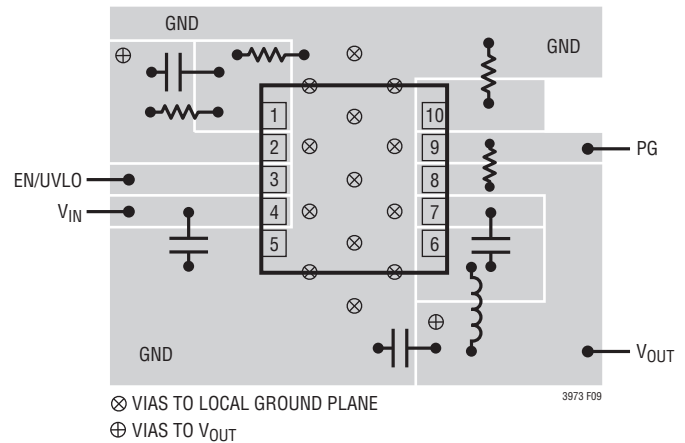 GND
GND
1
10
2
9
PG
3
8
EN/UVLO
4
7
VIN
5
6
GND
VOUT
3973 F09
⊗ VIAS TO LOCAL GROUND PLANE
⊕ VIAS TO VOUT